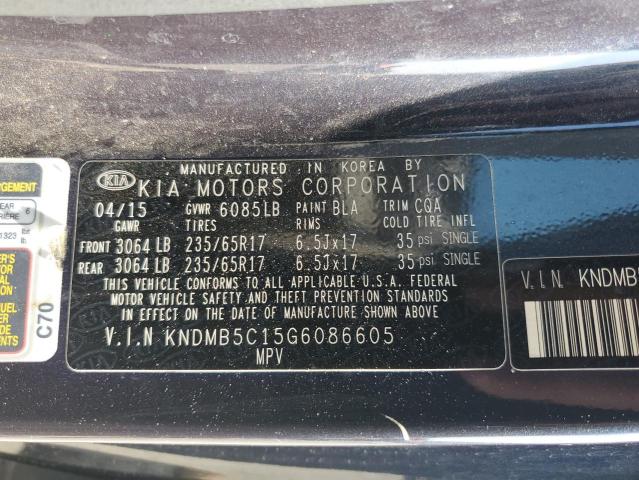 MANUFACTURED IN KOREA BY
KIA KIA MOTORS CORPORATION
04/15 GVWR 6085LB PAINT BLA TRIM CQA
GAWR TIRES RIMS COLD TIRE INFL
FRONT 3064 LB 235/65R17 6.5J×17 35 psi SINGLE
REAR 3064 LB 235/65R17 6.5J×17 35 psi SINGLE
THIS VEHICLE CONFORMS TO ALL APPLICABLE U.S.A. FEDERAL
MOTOR VEHICLE SAFETY AND THEFT PREVENTION STANDARDS
IN EFFECT ON THE DATE OF MANUFACTURE SHOWN ABOVE.
V.I.N KNDMB5C15G6086605
MPV
V.I.N KNDMB
C70
1323